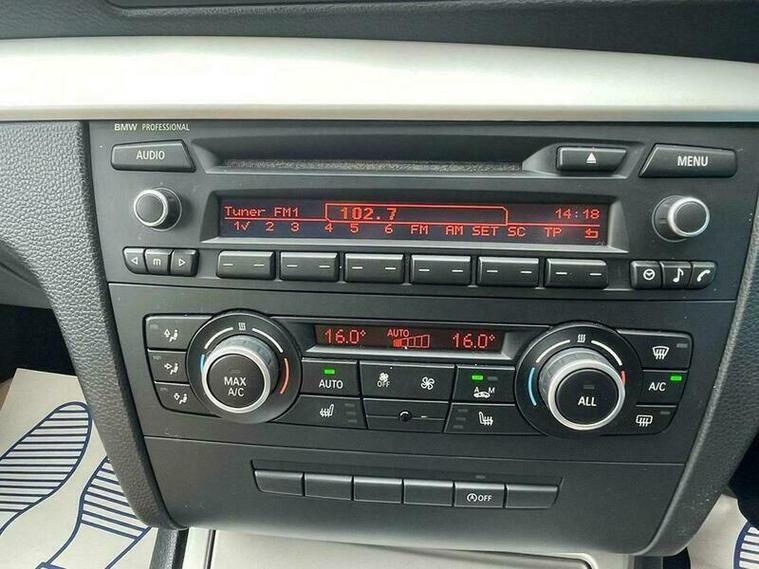 BMW PROFESSIONAL
AUDIO
MENU
Tuner FM1 102.7 14:18
1✓ 2 3 4 5 6 FM AM SET SC TP
m
16.0° AUTO 16.0°
MAX A/C
AUTO
OFF
A M
ALL
A/C
OFF